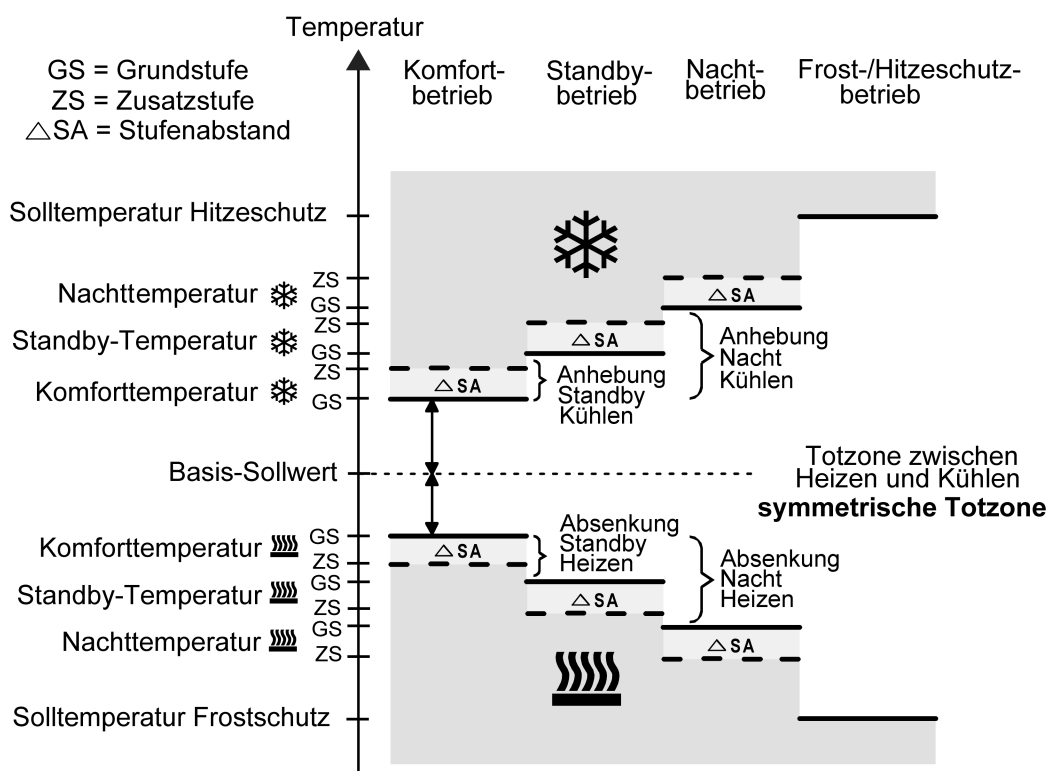 Temperatur
GS = Grundstufe
ZS = Zusatzstufe
△SA = Stufenabstand
Komfort-
betrieb
Standby-
betrieb
Nacht-
betrieb
Frost-/Hitzeschutz-
betrieb
Solltemperatur Hitzeschutz
Nachttemperatur
ZS
GS
△SA
Standby-Temperatur
ZS
GS
△SA
Komforttemperatur
ZS
GS
△SA
Anhebung
Standby
Kühlen
Anhebung
Nacht
Kühlen
Basis-Sollwert
Totzone zwischen
Heizen und Kühlen
symmetrische Totzone
Komforttemperatur
GS
ZS
△SA
Absenkung
Standby
Heizen
Absenkung
Nacht
Heizen
Standby-Temperatur
GS
ZS
△SA
Nachttemperatur
GS
ZS
△SA
Solltemperatur Frostschutz